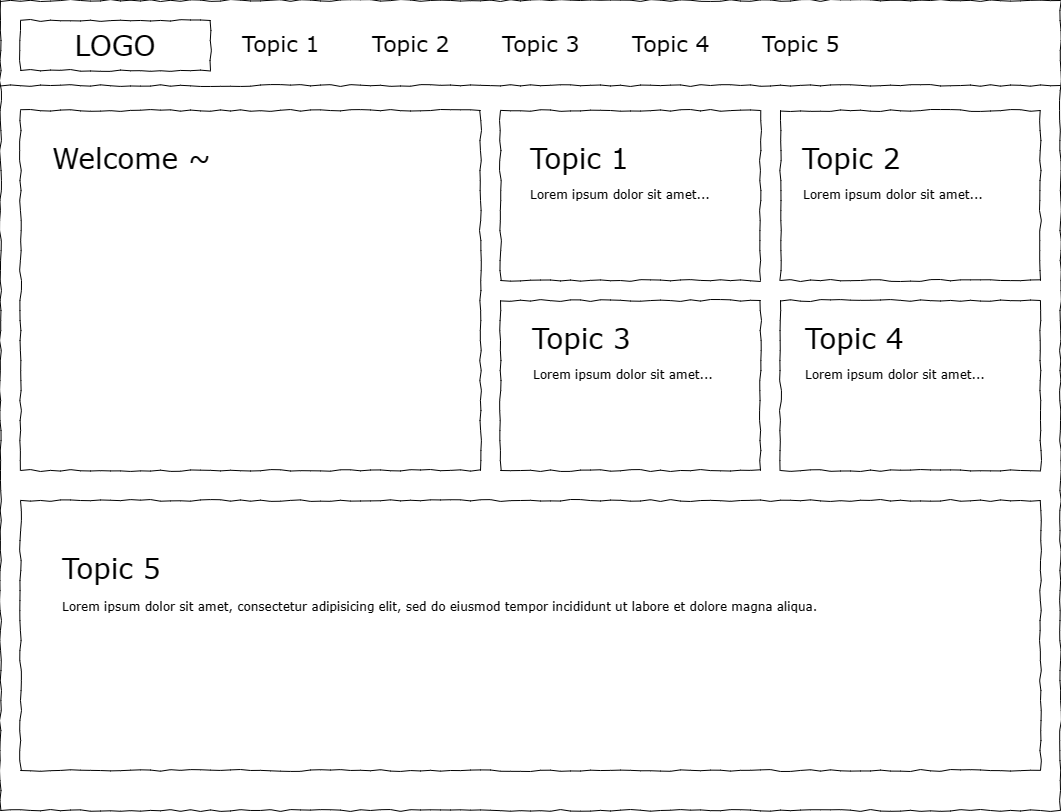 LOGO
Topic 1
Topic 2
Topic 3
Topic 4
Topic 5
Welcome ~
Topic 1
Lorem ipsum dolor sit amet...
Topic 2
Lorem ipsum dolor sit amet...
Topic 3
Lorem ipsum dolor sit amet...
Topic 4
Lorem ipsum dolor sit amet...
Topic 5
Lorem ipsum dolor sit amet, consectetur adipisicing elit, sed do eiusmod tempor incididunt ut labore et dolore magna aliqua.